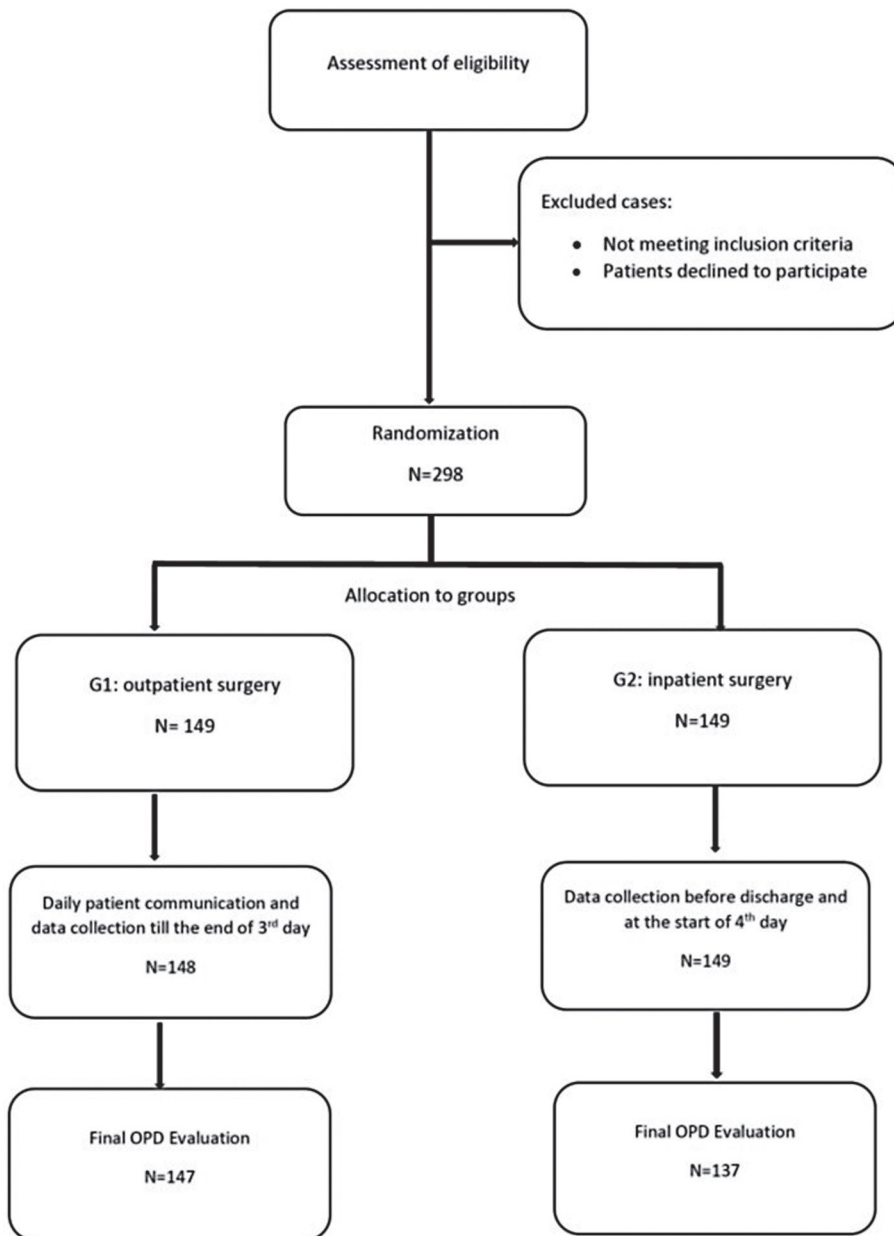 Assessment of eligibility
Excluded cases:
• Not meeting inclusion criteria
• Patients declined to participate
Randomization
N=298
Allocation to groups
G1: outpatient surgery
N= 149
G2: inpatient surgery
N=149
Daily patient communication and
data collection till the end of 3rd day
N=148
Data collection before discharge and
at the start of 4th day
N=149
Final OPD Evaluation
N=147
Final OPD Evaluation
N=137